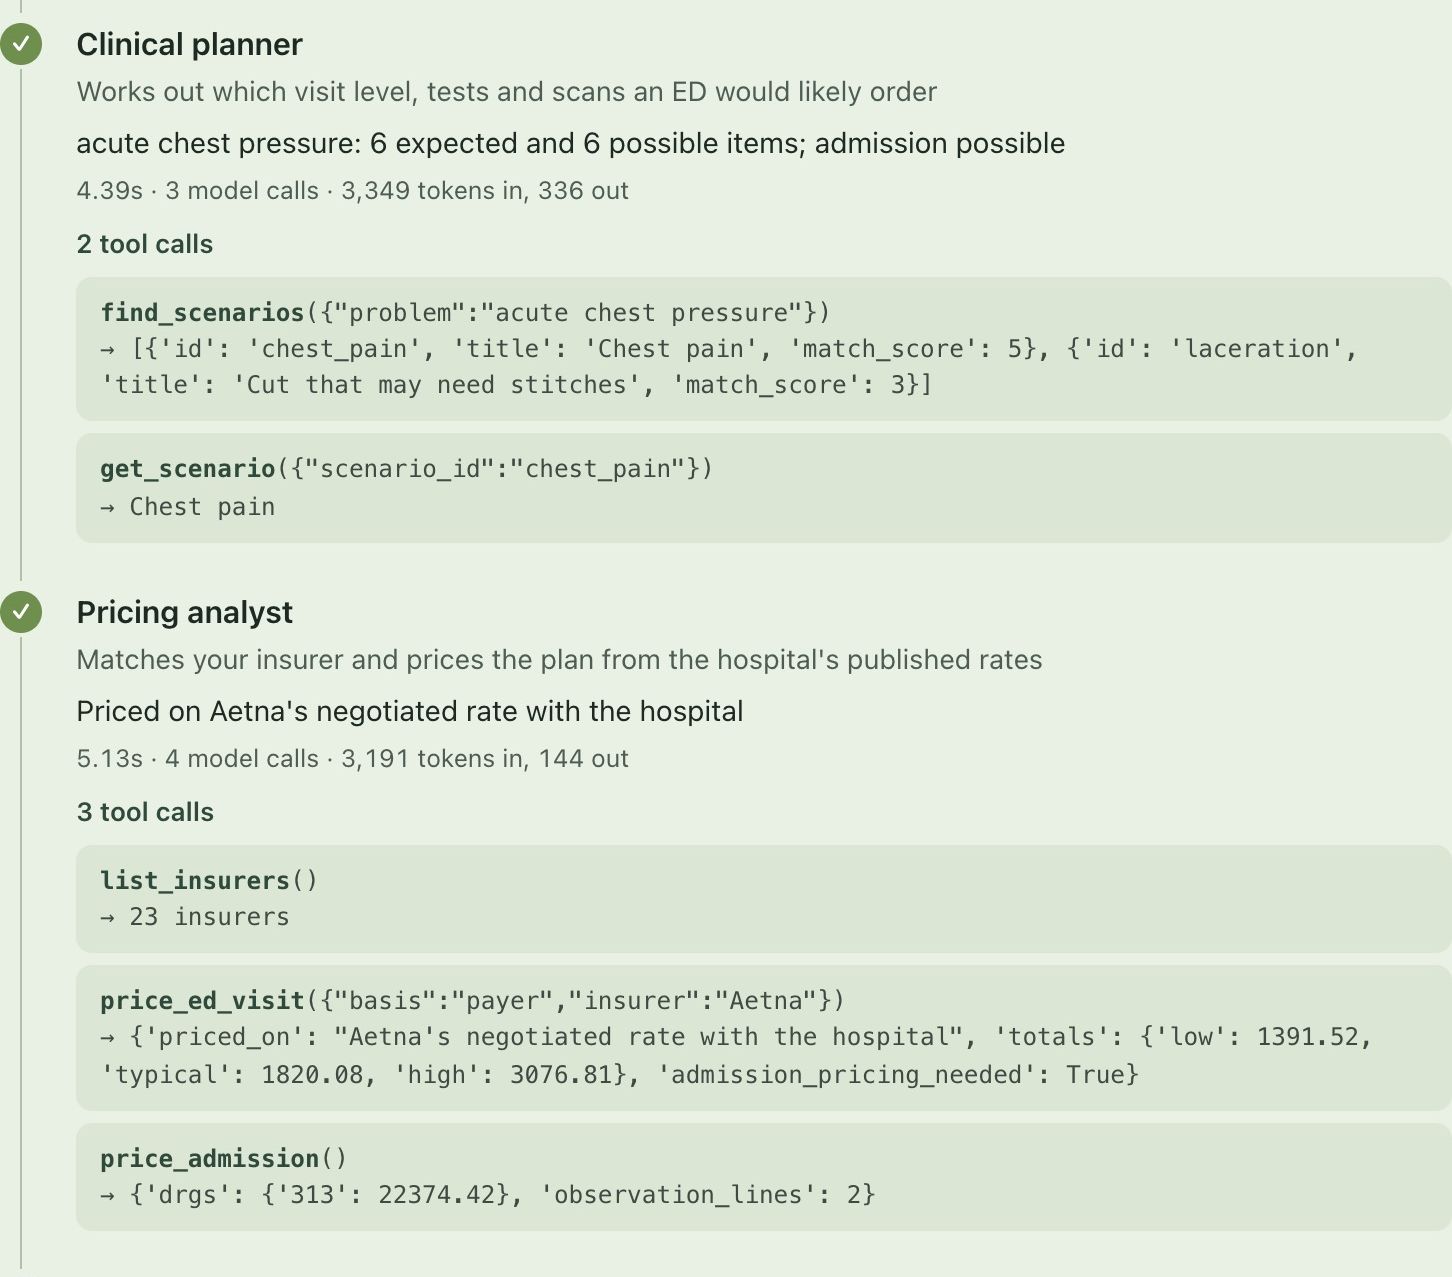 Clinical planner
Works out which visit level, tests and scans an ED would likely order
acute chest pressure: 6 expected and 6 possible items; admission possible
4.39s · 3 model calls · 3,349 tokens in, 336 out
2 tool calls
find_scenarios({"problem":"acute chest pressure"})
→ [{'id': 'chest_pain', 'title': 'Chest pain', 'match_score': 5}, {'id': 'laceration',
'title': 'Cut that may need stitches', 'match_score': 3}]
get_scenario({"scenario_id":"chest_pain"})
→ Chest pain
Pricing analyst
Matches your insurer and prices the plan from the hospital's published rates
Priced on Aetna's negotiated rate with the hospital
5.13s · 4 model calls · 3,191 tokens in, 144 out
3 tool calls
list_insurers()
→ 23 insurers
price_ed_visit({"basis":"payer","insurer":"Aetna"})
→ {'priced_on': "Aetna's negotiated rate with the hospital", 'totals': {'low': 1391.52,
'typical': 1820.08, 'high': 3076.81}, 'admission_pricing_needed': True}
price_admission()
→ {'drgs': {'313': 22374.42}, 'observation_lines': 2}